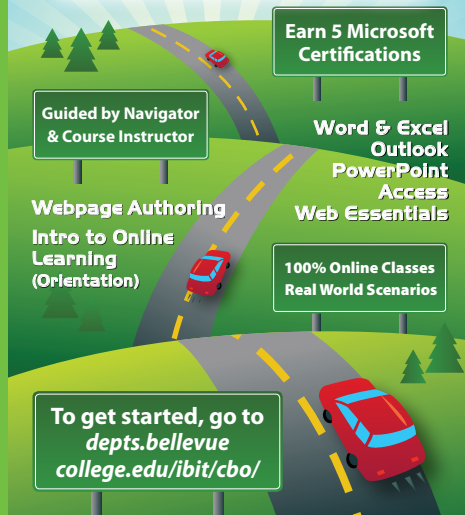 Earn 5 Microsoft
Certifications
Guided by Navigator
& Course Instructor
Word & Excel
Outlook
PowerPoint
Access
Web Essentials
Webpage Authoring
Intro to Online
Learning
(Orientation)
100% Online Classes
Real World Scenarios
To get started, go to
depts.bellevue
college.edu/ibit/cbo/